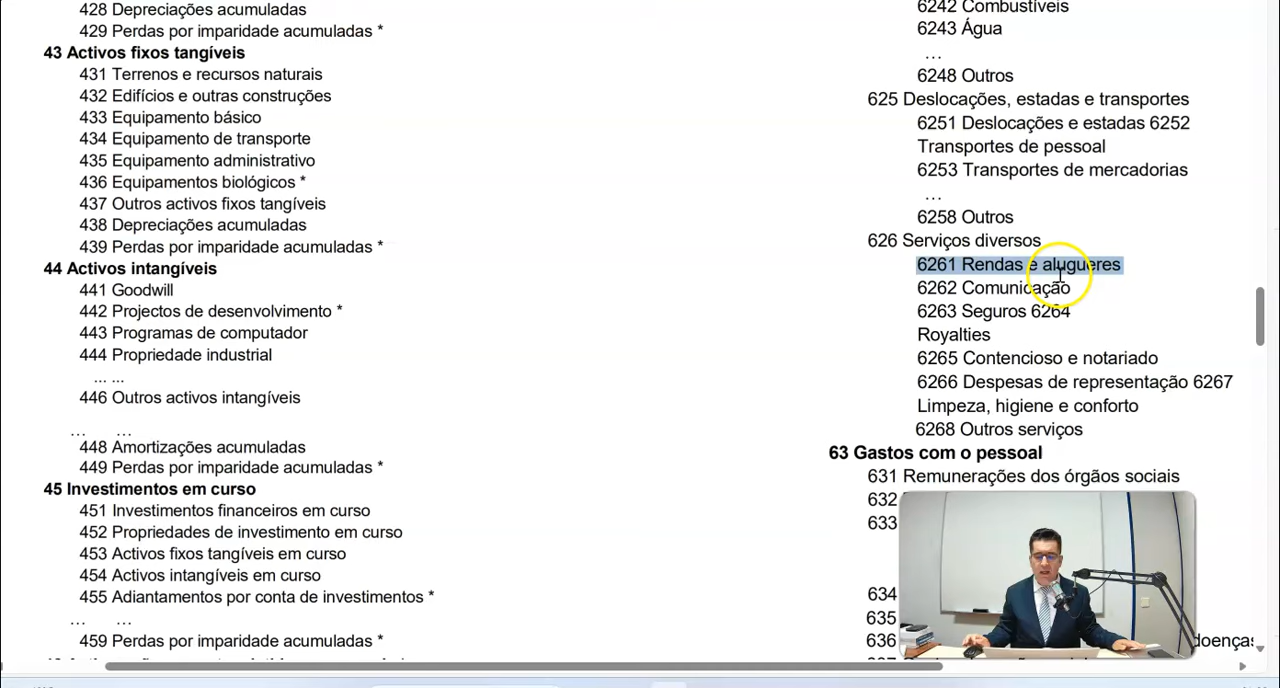 428 Depreciações acumuladas
429 Perdas por imparidade acumuladas *
43 Activos fixos tangíveis
431 Terrenos e recursos naturais
432 Edifícios e outras construções
433 Equipamento básico
434 Equipamento de transporte
435 Equipamento administrativo
436 Equipamentos biológicos *
437 Outros activos fixos tangíveis
438 Depreciações acumuladas
439 Perdas por imparidade acumuladas *
44 Activos intangíveis
441 Goodwill
442 Projectos de desenvolvimento *
443 Programas de computador
444 Propriedade industrial
... ...
446 Outros activos intangíveis
… …
448 Amortizações acumuladas
449 Perdas por imparidade acumuladas *
45 Investimentos em curso
451 Investimentos financeiros em curso
452 Propriedades de investimento em curso
453 Activos fixos tangíveis em curso
454 Activos intangíveis em curso
455 Adiantamentos por conta de investimentos *
… …
459 Perdas por imparidade acumuladas *
6242 Combustíveis
6243 Água
…
6248 Outros
625 Deslocações, estadas e transportes
6251 Deslocações e estadas 6252
Transportes de pessoal
6253 Transportes de mercadorias
…
6258 Outros
626 Serviços diversos
6261 Rendas e alugueres
6262 Comunicação
6263 Seguros 6264
Royalties
6265 Contencioso e notariado
6266 Despesas de representação 6267
Limpeza, higiene e conforto
6268 Outros serviços
63 Gastos com o pessoal
631 Remunerações dos órgãos sociais
632
633
634
635
636 doenças